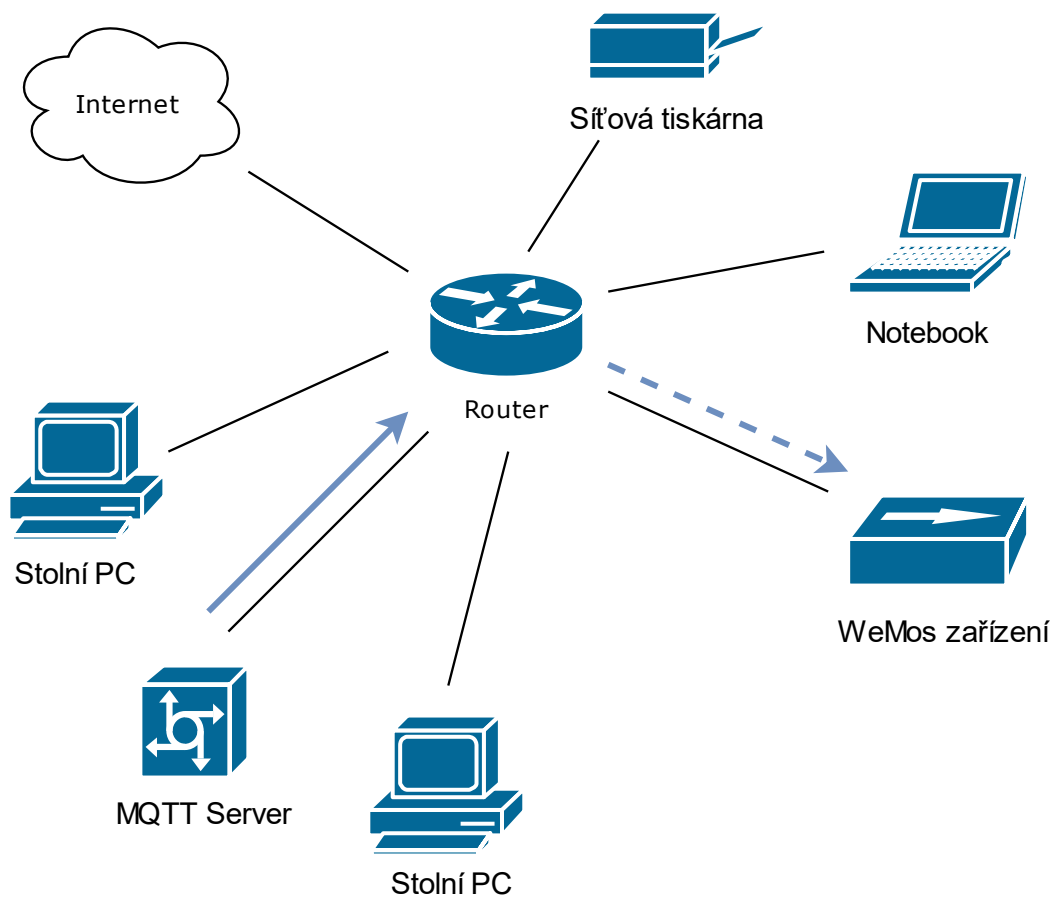 Internet
Síťová tiskárna
Notebook
Router
Stolní PC
WeMos zařízení
MQTT Server
Stolní PC